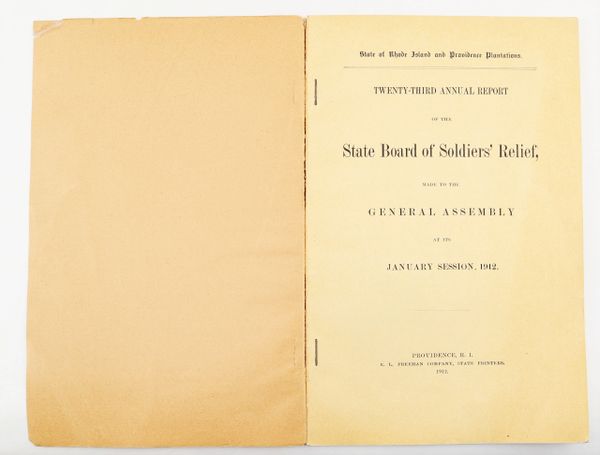 State of Rhode Island and Providence Plantations.
TWENTY-THIRD ANNUAL REPORT
OF THE
State Board of Soldiers' Relief,
MADE TO THE
GENERAL ASSEMBLY
AT ITS
JANUARY SESSION, 1912.
PROVIDENCE, R. I.
E. L. FREEMAN COMPANY, STATE PRINTERS.
1912.